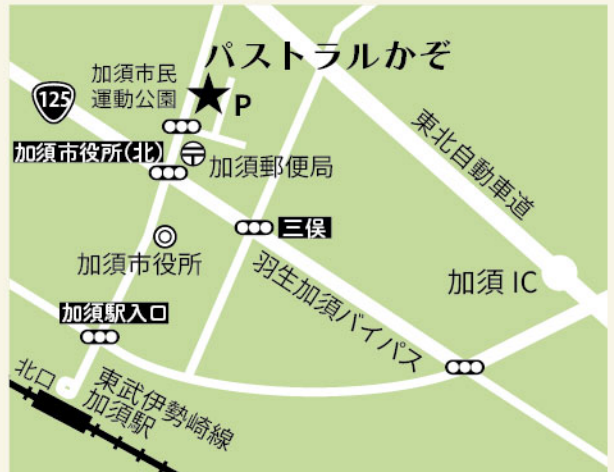 パストラルかぞ
加須市民
運動公園
P
125
加須市役所(北)
加須郵便局
東北自動車道
三俣
加須市役所
羽生加須バイパス
加須 IC
加須駅入口
北口
東武伊勢崎線
加須駅